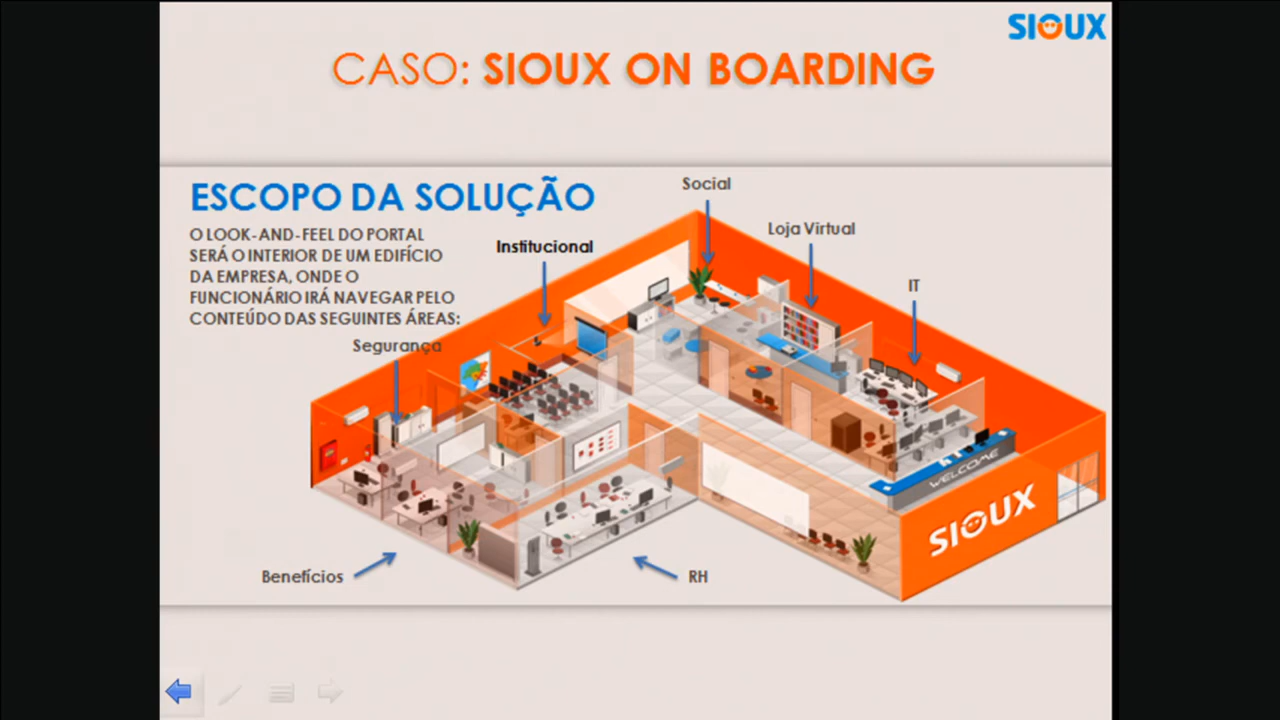 SIOUX
CASO: SIOUX ON BOARDING
ESCOPO DA SOLUÇÃO
O LOOK-AND-FEEL DO PORTAL
SERÁ O INTERIOR DE UM EDIFÍCIO
DA EMPRESA, ONDE O
FUNCIONÁRIO IRÁ NAVEGAR PELO
CONTEÚDO DAS SEGUINTES ÁREAS:
Segurança
Institucional
Social
Loja Virtual
IT
WELCOME
SIOUX
Benefícios
RH